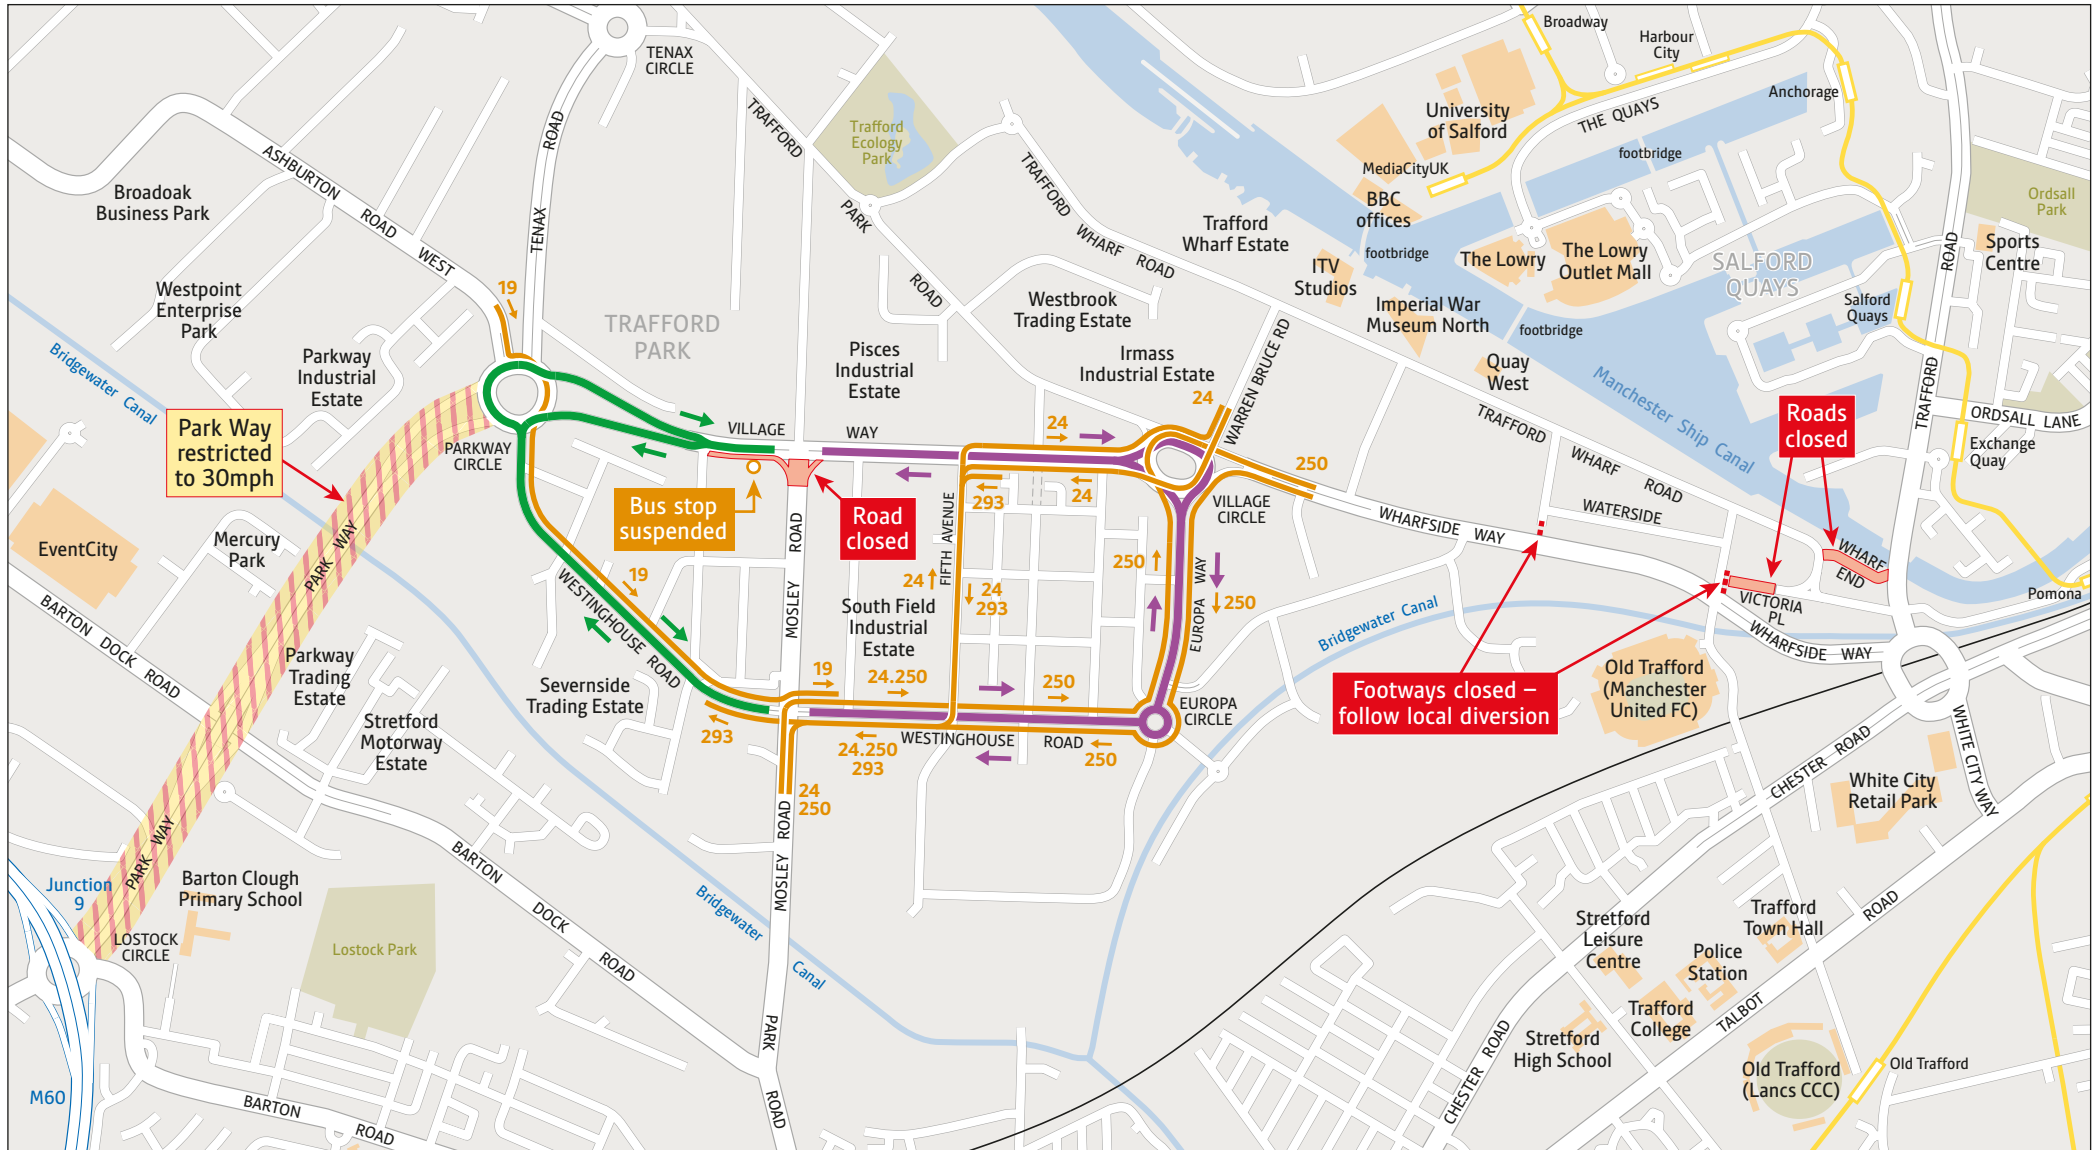 TENAX
CIRCLE
Broadway
Harbour
City
Anchorage
THE QUAYS
University
of Salford
MediaCityUK
footbridge
BBC
offices
footbridge
The Lowry
The Lowry
Outlet Mall
SALFORD
QUAYS
Ordsall
Park
Sports
Centre
Salford
Quays
ROAD
TRAFFORD
ORDSALL LANE
Exchange
Quay
ITV
Studios
Imperial War
Museum North
footbridge
Quay
West
Manchester Ship Canal
Trafford
Ecology
Park
TRAFFORD
PARK
ROAD
TRAFFORD
WHARF
ROAD
Trafford
Wharf Estate
Westbrook
Trading Estate
Irmass
Industrial Estate
WARREN BRUCE RD
TRAFFORD
WHARF
ROAD
ROAD
TENAX
ASHBURTON
ROAD
WEST
Broadoak
Business Park
Westpoint
Enterprise
Park
Parkway
Industrial
Estate
Bridgewater Canal
19
TRAFFORD
PARK
Pisces
Industrial
Estate
Park Way
restricted
to 30mph
PARKWAY
CIRCLE
VILLAGE
WAY
24
24
250
293
24
VILLAGE
CIRCLE
Bus stop
suspended
Road
closed
Roads
closed
WHARFSIDE WAY
WATERSIDE
WHARF
END
VICTORIA
PL
WHARFSIDE WAY
Pomona
EventCity
Mercury
Park
PARK WAY
BARTON DOCK ROAD
WESTINGHOUSE ROAD
19
ROAD
MOSLEY
FIFTH AVENUE
24
24
293
250
250
EUROPA WAY
South Field
Industrial
Estate
Bridgewater Canal
Parkway
Trading
Estate
Severnside
Trading Estate
Stretford
Motorway
Estate
19
24.250
250
293
24.250
293
WESTINGHOUSE
ROAD
250
EUROPA
CIRCLE
24
250
Footways closed –
follow local diversion
Old Trafford
(Manchester
United FC)
WHITE CITY WAY
CHESTER ROAD
White City
Retail Park
PARK WAY
Junction
9
Barton Clough
Primary School
LOSTOCK
CIRCLE
Lostock Park
BARTON
DOCK
ROAD
MOSLEY
ROAD
Bridgewater
Canal
PARK
ROAD
M60
BARTON
ROAD
Stretford
Leisure
Centre
Trafford
Town Hall
Police
Station
Trafford
College
Stretford
High School
TALBOT
ROAD
CHESTER ROAD
Old Trafford
(Lancs CCC)
Old Trafford